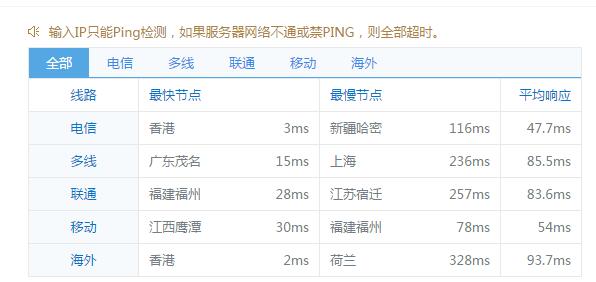 输入IP只能Ping检测，如果服务器网络不通或禁PING，则全部超时。
全部 电信 多线 联通 移动 海外
线路 最快节点 最慢节点 平均响应
电信 香港 3ms 新疆哈密 116ms 47.7ms
多线 广东茂名 15ms 上海 236ms 85.5ms
联通 福建福州 28ms 江苏宿迁 257ms 83.6ms
移动 江西鹰潭 30ms 福建福州 78ms 54ms
海外 香港 2ms 荷兰 328ms 93.7ms